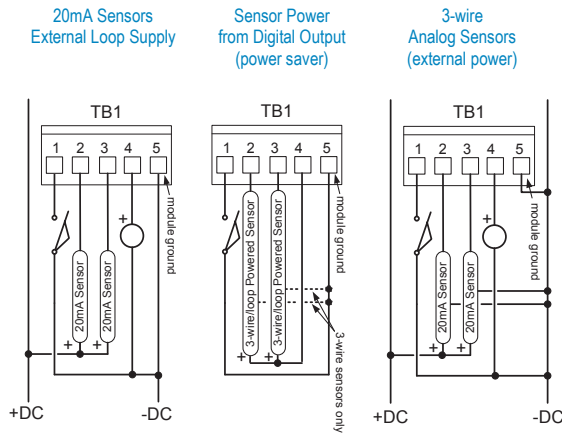 20mA Sensors
External Loop Supply
TB1
1 2 3 4 5
+
module ground
20mA Sensor
20mA Sensor
+ +
+DC -DC
Sensor Power
from Digital Output
(power saver)
TB1
1 2 3 4 5
module ground
3-wire/loop Powered Sensor
3-wire/loop Powered Sensor
+ +
3-wire sensors only
3-wire
Analog Sensors
(external power)
TB1
1 2 3 4 5
+
module ground
20mA Sensor
20mA Sensor
+ +
+DC -DC